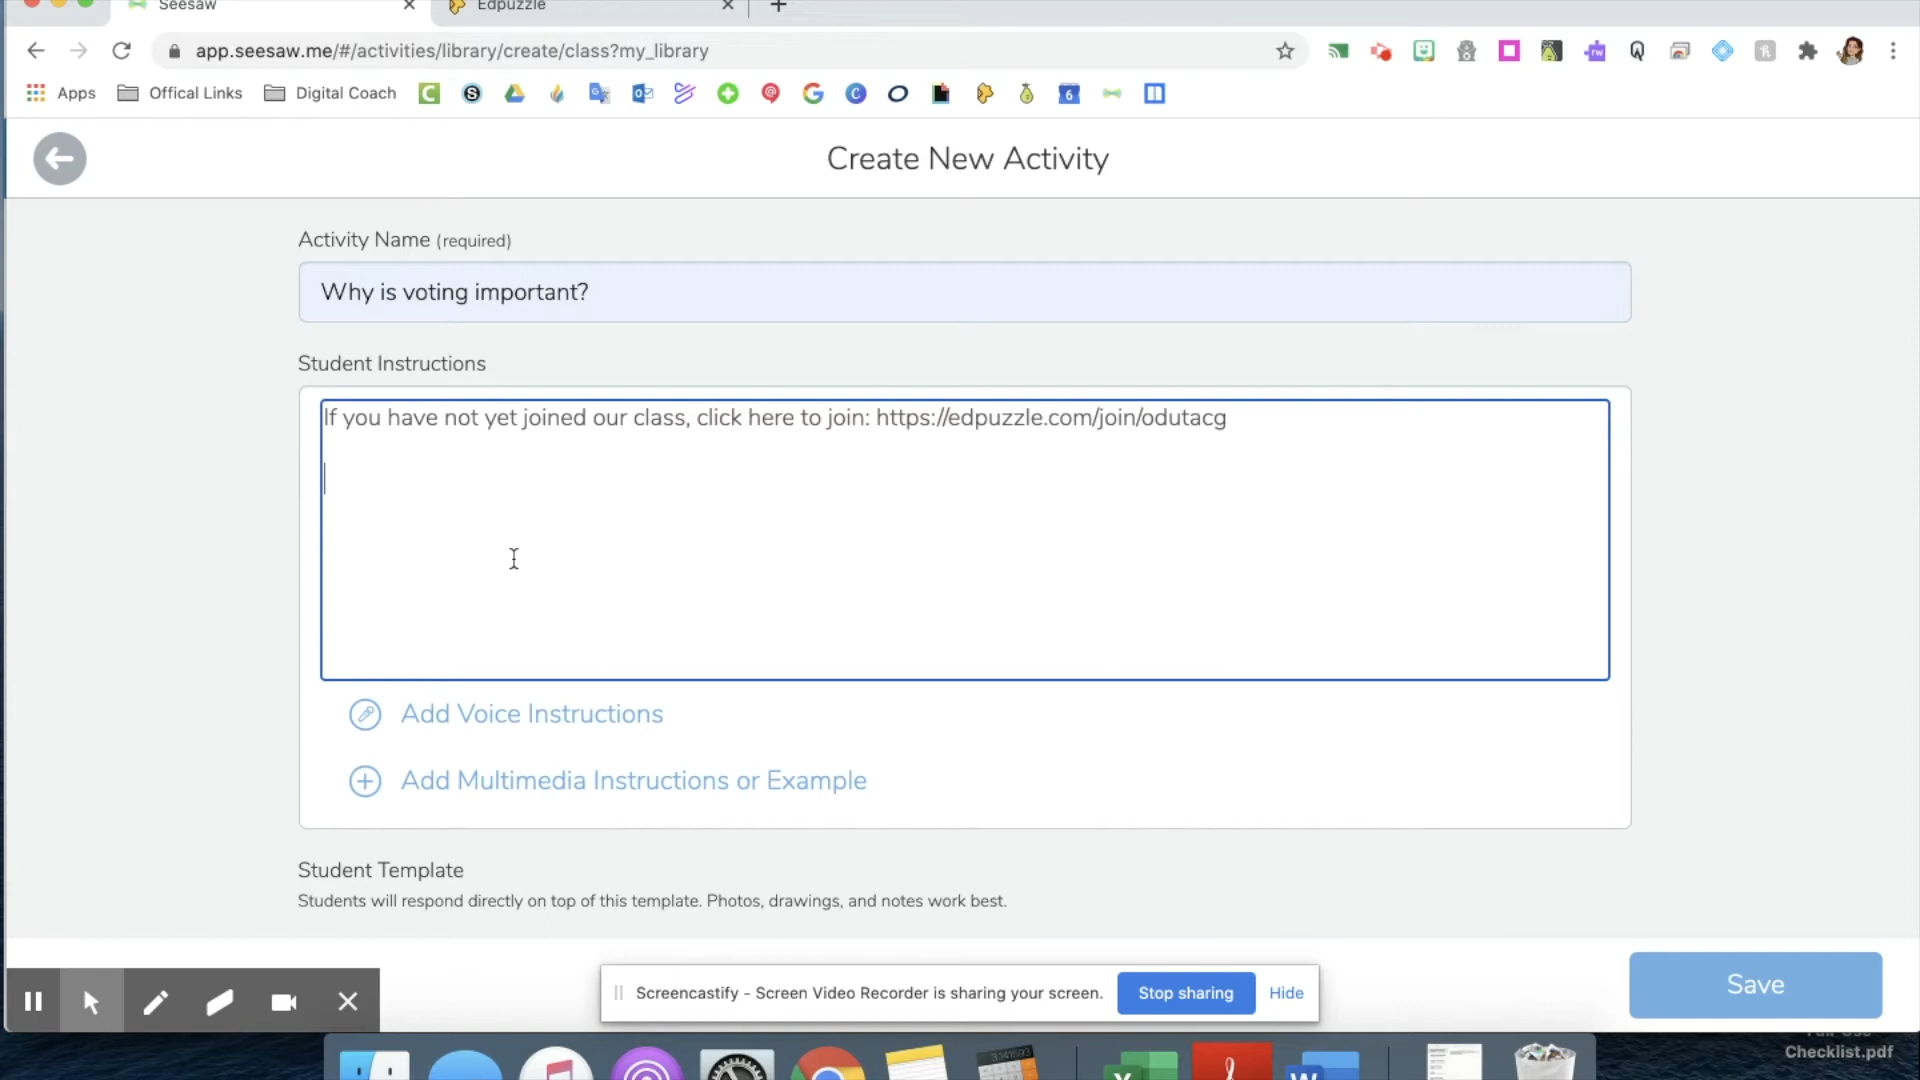 Seesaw
Edpuzzle
app.seesaw.me/#/activities/library/create/class?my_library
Apps
Offical Links
Digital Coach
Create New Activity
Activity Name (required)
Why is voting important?
Student Instructions
If you have not yet joined our class, click here to join: https://edpuzzle.com/join/odutacg
Add Voice Instructions
Add Multimedia Instructions or Example
Student Template
Students will respond directly on top of this template. Photos, drawings, and notes work best.
Screencastify - Screen Video Recorder is sharing your screen.
Stop sharing
Hide
Save
Checklist.pdf